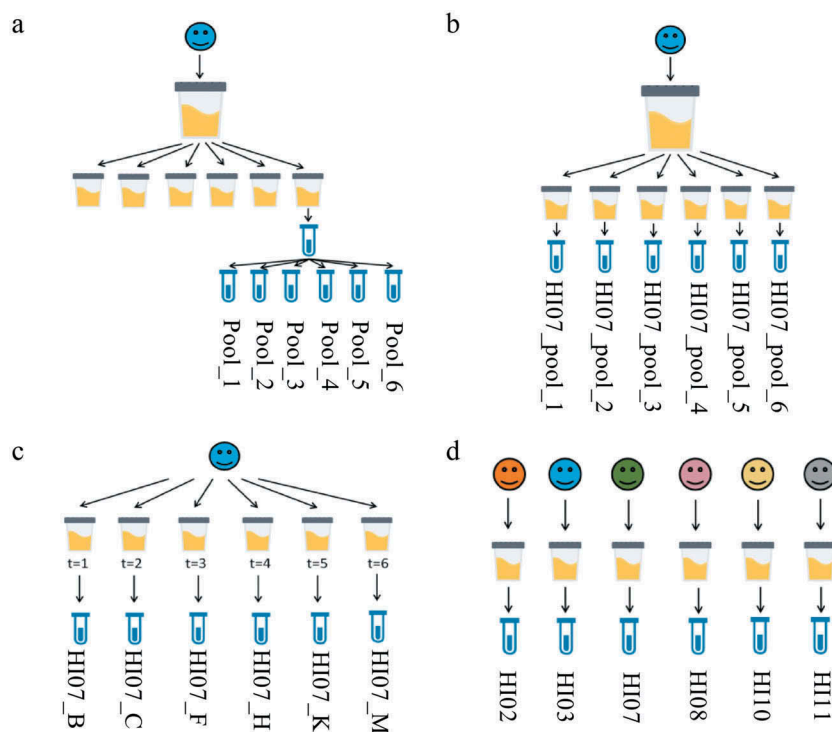 a
Pool_1
Pool_2
Pool_3
Pool_4
Pool_5
Pool_6
b
HI07_pool_1
HI07_pool_2
HI07_pool_3
HI07_pool_4
HI07_pool_5
HI07_pool_6
c
t=1 t=2 t=3 t=4 t=5 t=6
HI07_B
HI07_C
HI07_F
HI07_H
HI07_K
HI07_M
d
HI02
HI03
HI07
HI08
HI10
HI11